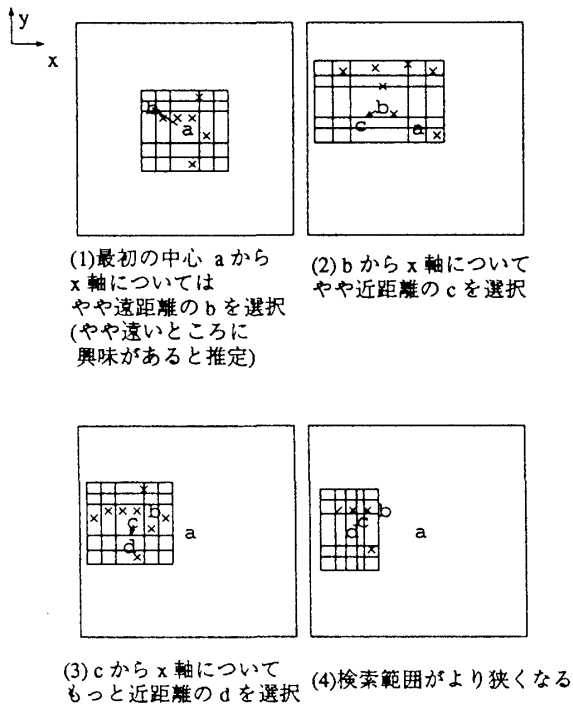 y
x
b
a
(1)最初の中心 a から
x 軸については
やや遠距離の b を選択
(やや遠いところに
興味があると推定)
b
c
a
(2) b から x 軸について
やや近距離の c を選択
b
c
d
a
(3) c から x 軸について
もっと近距離の d を選択
b
c
d
a
(4)検索範囲がより狭くなる